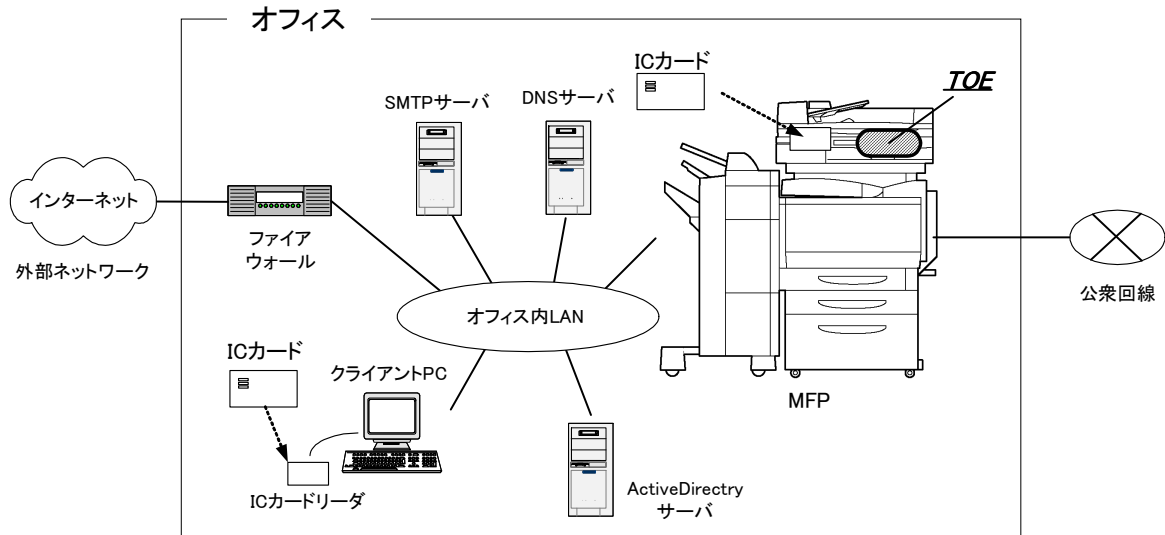 オフィス
ICカード
TOE
SMTPサーバ
DNSサーバ
インターネット
外部ネットワーク
ファイア
ウォール
オフィス内LAN
公衆回線
MFP
ICカード
クライアントPC
ICカードリーダ
ActiveDirectry
サーバ